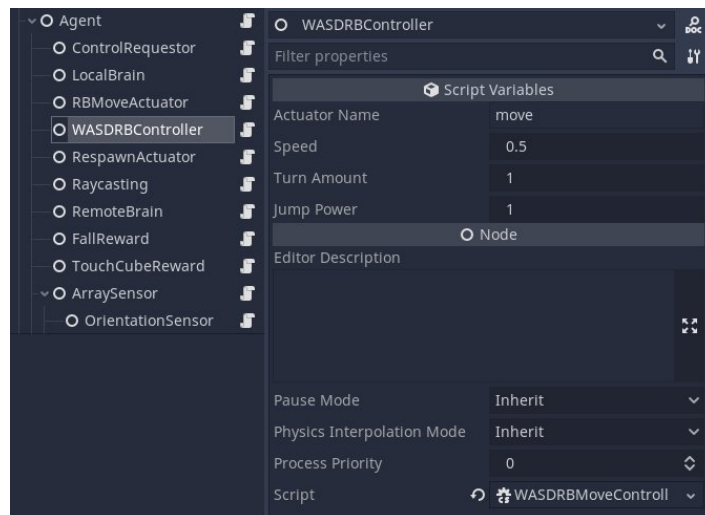 Agent
ControlRequestor
LocalBrain
RBMoveActuator
WASDRBController
RespawnActuator
Raycasting
RemoteBrain
FallReward
TouchCubeReward
ArraySensor
OrientationSensor
WASDRBController
DOC
Filter properties
Script Variables
Actuator Name move
Speed 0.5
Turn Amount 1
Jump Power 1
Node
Editor Description
Pause Mode Inherit
Physics Interpolation Mode Inherit
Process Priority 0
Script WASDRBMoveControll